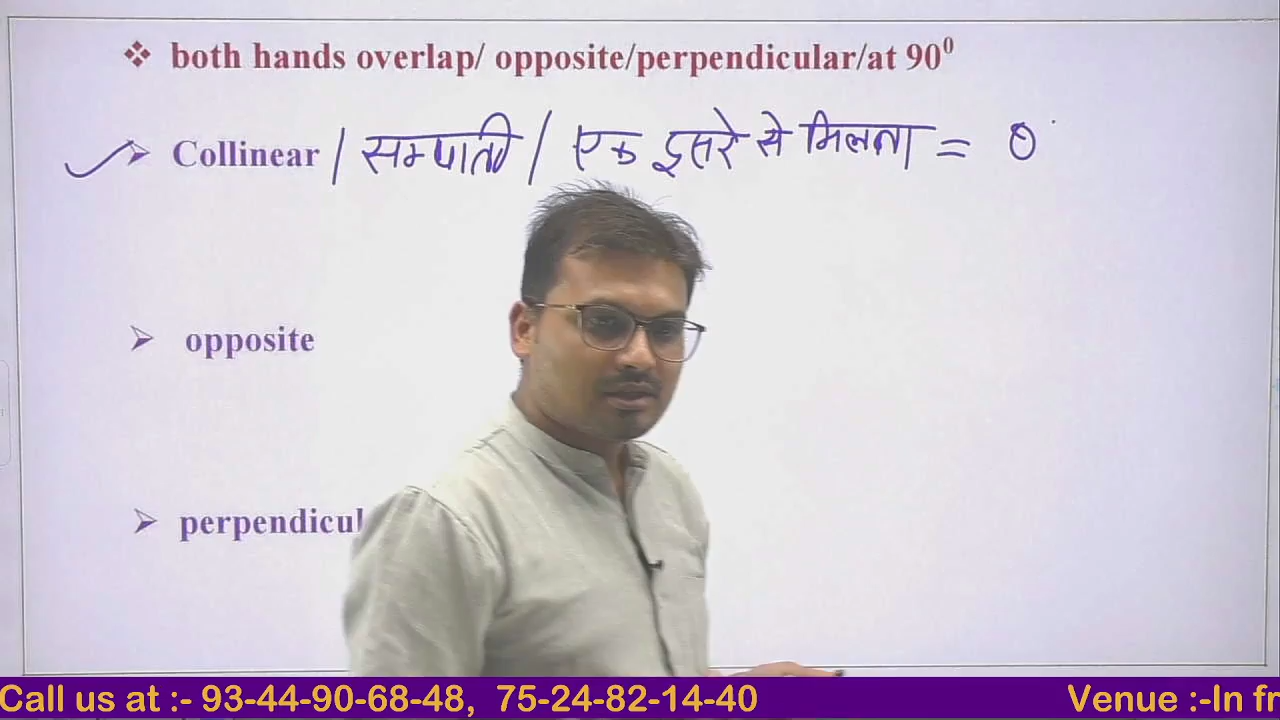 ❖ both hands overlap/ opposite/perpendicular/at 90⁰
➢ Collinear / सम्पाती / एक दूसरे से मिलना = 0°
➢ opposite
➢ perpendicul
Call us at :- 93-44-90-68-48, 75-24-82-14-40 Venue :-In fr